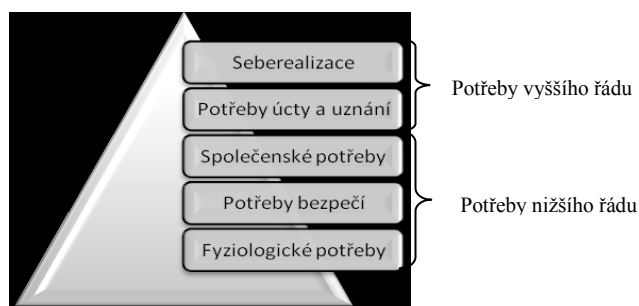 Seberealizace
Potřeby úcty a uznání
Potřeby vyššího řádu
Společenské potřeby
Potřeby bezpečí
Potřeby nižšího řádu
Fyziologické potřeby